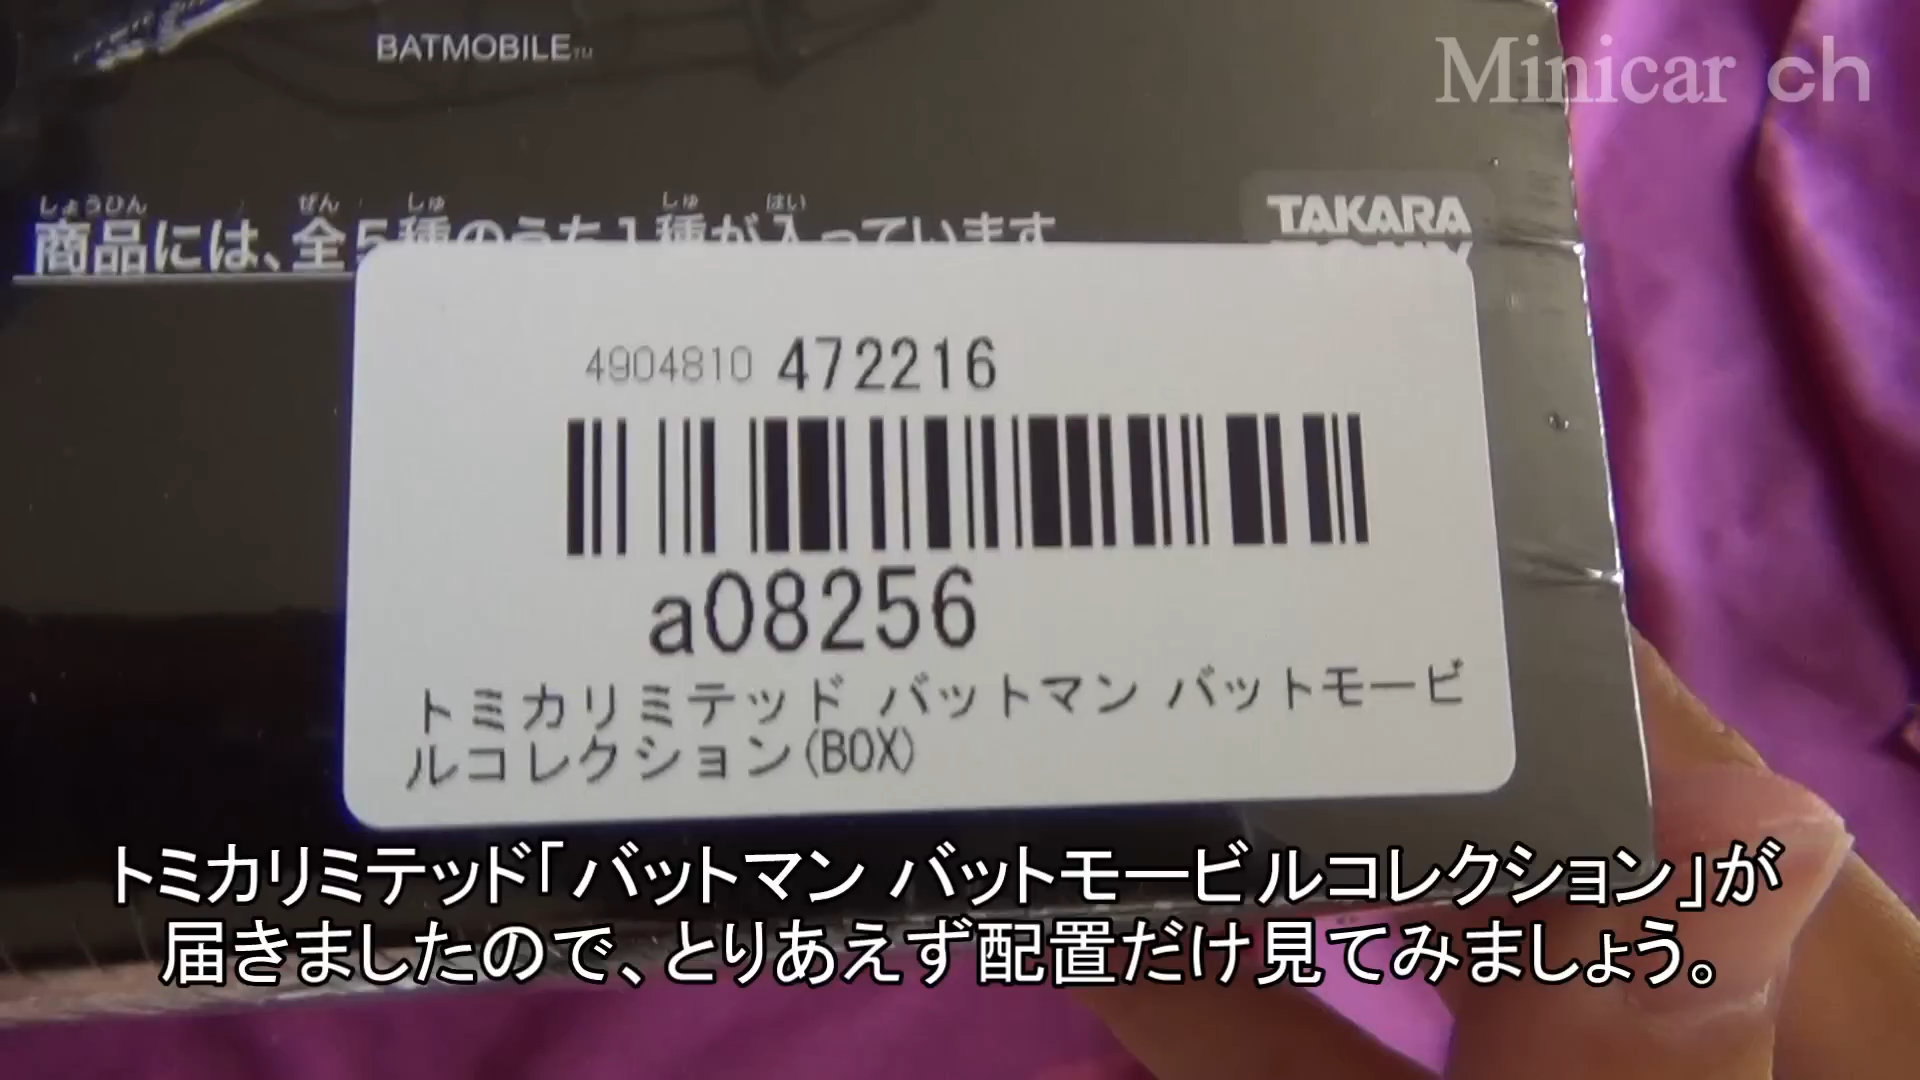 BATMOBILE™
Minicar ch
しょうひん ぜん しゅ しゅ はい
商品には、全5種のうち1種が入っています
TAKARA
TOMY
4904810 472216
a08256
トミカリミテッド バットマン バットモービ
ルコレクション(BOX)
トミカリミテッド「バットマン バットモービルコレクション」が
届きましたので、とりあえず配置だけ見てみましょう。